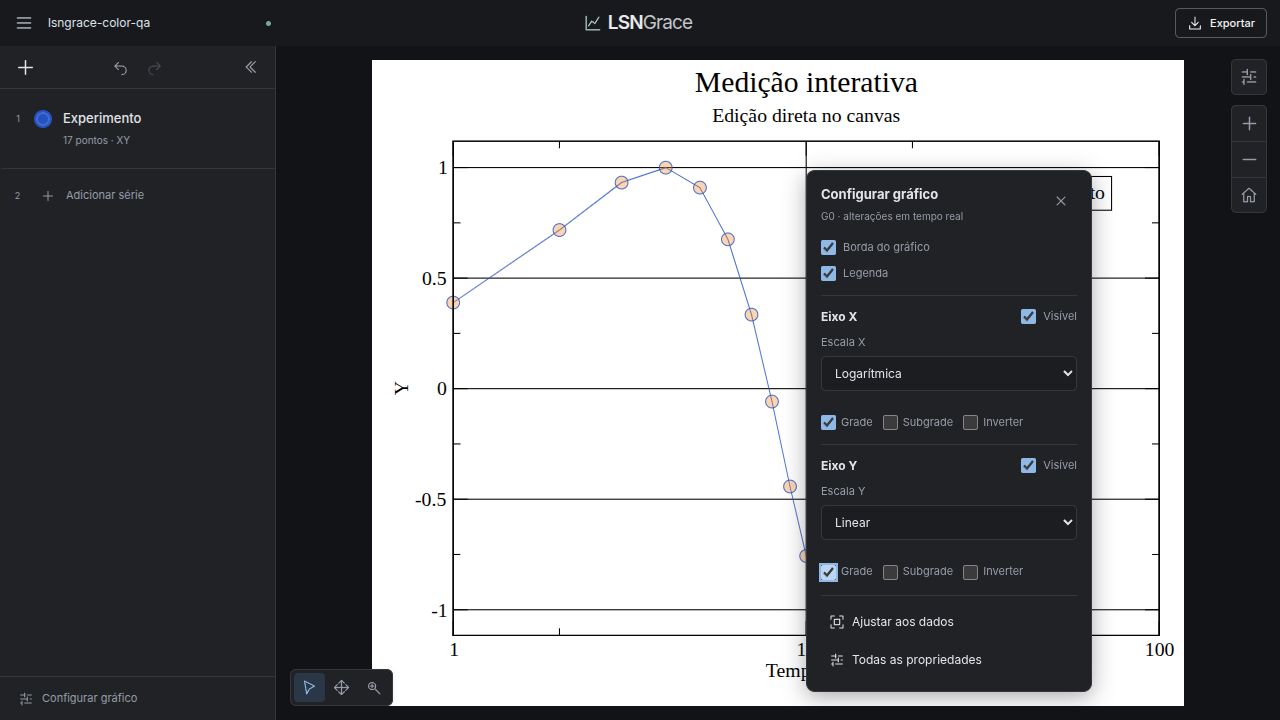 lsngrace-color-qa
LSNGrace
Exportar
1
Experimento
17 pontos · XY
2
Adicionar série
Configurar gráfico
Medição interativa
Edição direta no canvas
1
0.5
0
-0.5
-1
Y
1
100
Configurar gráfico
G0 · alterações em tempo real
Borda do gráfico
Legenda
Eixo X
Visível
Escala X
Logarítmica
Grade
Subgrade
Inverter
Eixo Y
Visível
Escala Y
Linear
Grade
Subgrade
Inverter
Ajustar aos dados
Todas as propriedades